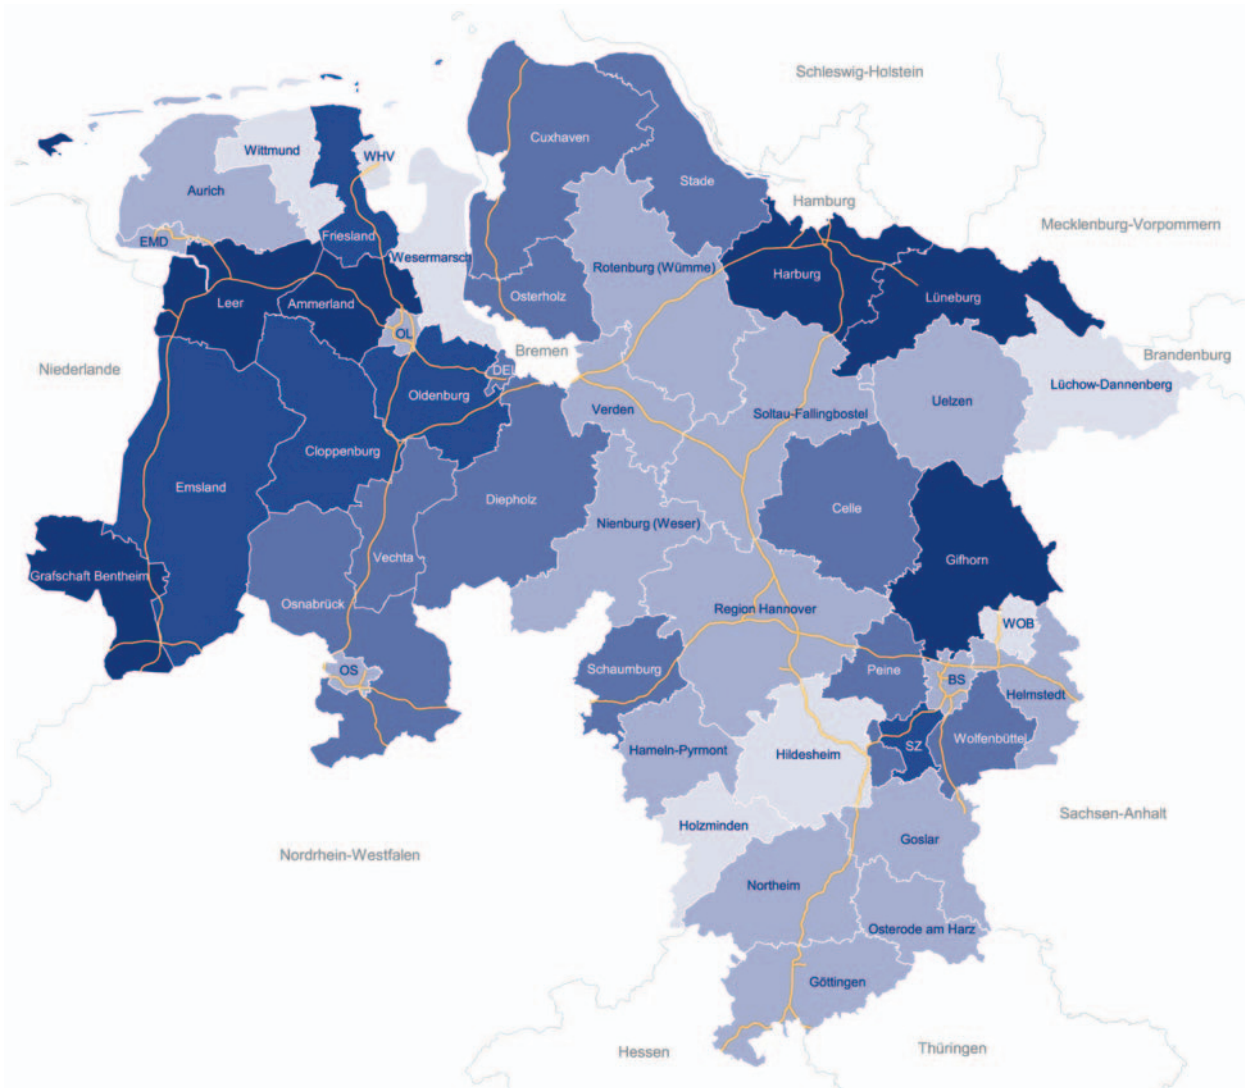 Schleswig-Holstein
Cuxhaven
Wittmund
WHV
Stade
Aurich
Hamburg
Mecklenburg-Vorpommern
EMD
Friesland
Wesermarsch
Rotenburg (Wümme)
Harburg
Leer
Ammerland
Osterholz
Lüneburg
OL
Bremen
Brandenburg
Niederlande
DEL
Lüchow-Dannenberg
Oldenburg
Uelzen
Verden
Soltau-Fallingbostel
Cloppenburg
Emsland
Diepholz
Celle
Nienburg (Weser)
Vechta
Gifhorn
Grafschaft Bentheim
Osnabrück
Region Hannover
WOB
OS
Schaumburg
Peine
BS
Helmstedt
Wolfenbüttel
SZ
Hameln-Pyrmont
Hildesheim
Sachsen-Anhalt
Holzminden
Goslar
Nordrhein-Westfalen
Northeim
Osterode am Harz
Göttingen
Hessen
Thüringen